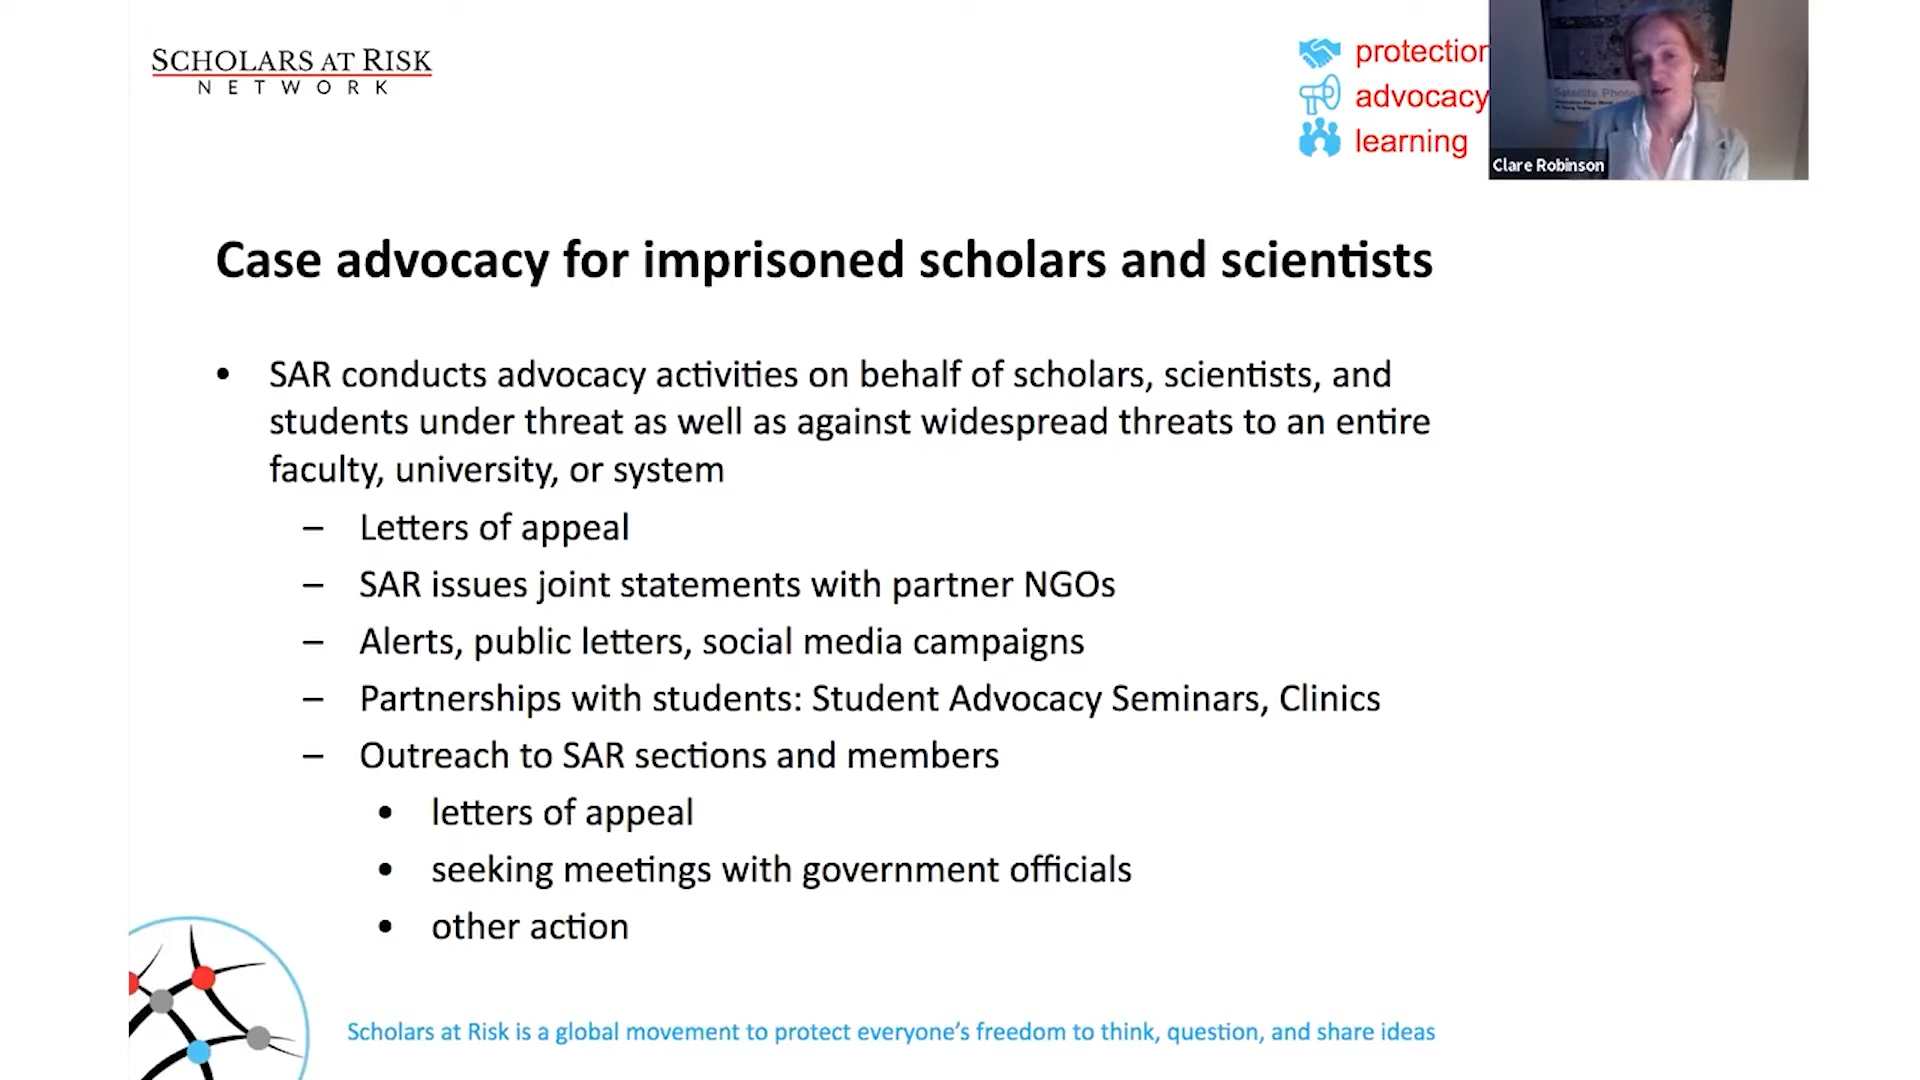 SCHOLARS AT RISK
NETWORK
protection
advocacy
learning
Satellite Photo
Clare Robinson
Case advocacy for imprisoned scholars and scientists
• SAR conducts advocacy activities on behalf of scholars, scientists, and
students under threat as well as against widespread threats to an entire
faculty, university, or system
– Letters of appeal
– SAR issues joint statements with partner NGOs
– Alerts, public letters, social media campaigns
– Partnerships with students: Student Advocacy Seminars, Clinics
– Outreach to SAR sections and members
• letters of appeal
• seeking meetings with government officials
• other action
Scholars at Risk is a global movement to protect everyone's freedom to think, question, and share ideas